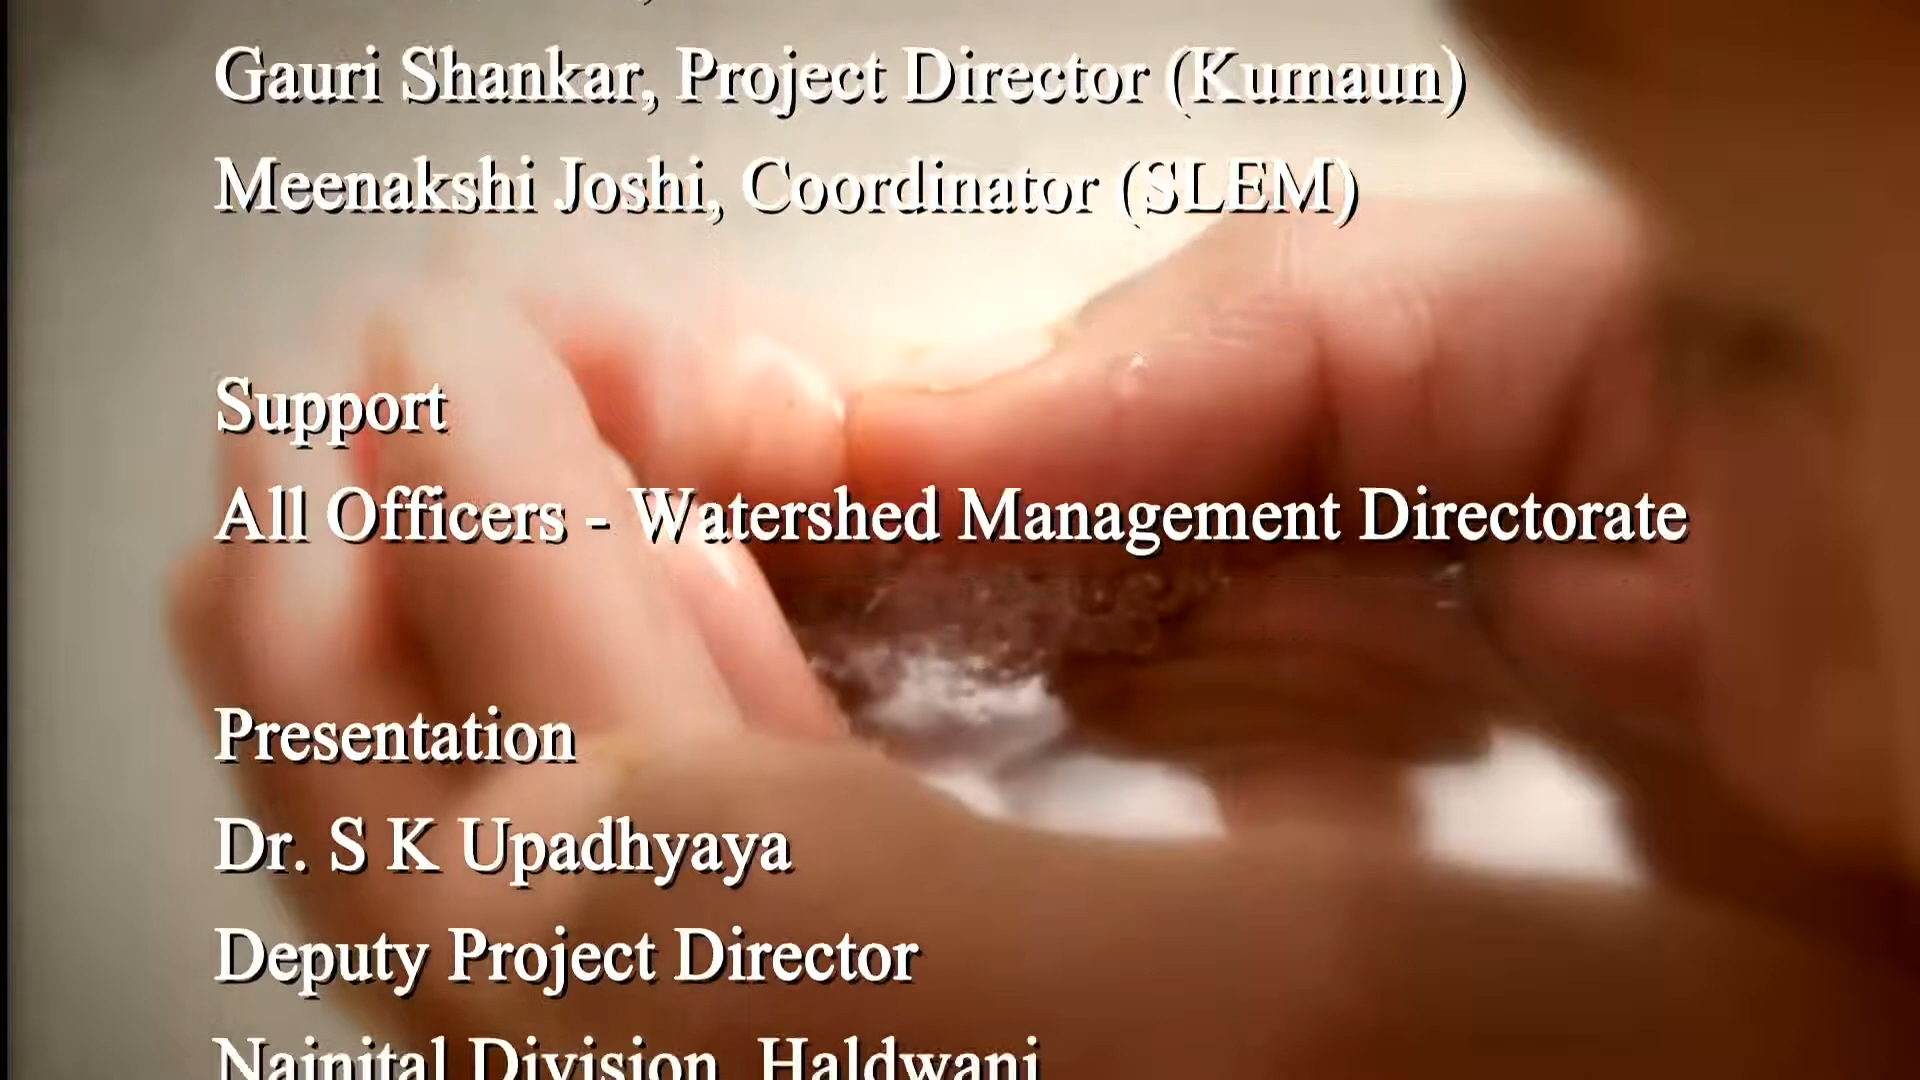 Gauri Shankar, Project Director (Kumaun)
Meenakshi Joshi, Coordinator (SLEM)
Support
All Officers - Watershed Management Directorate
Presentation
Dr. S K Upadhyaya
Deputy Project Director
Nainital Division, Haldwani